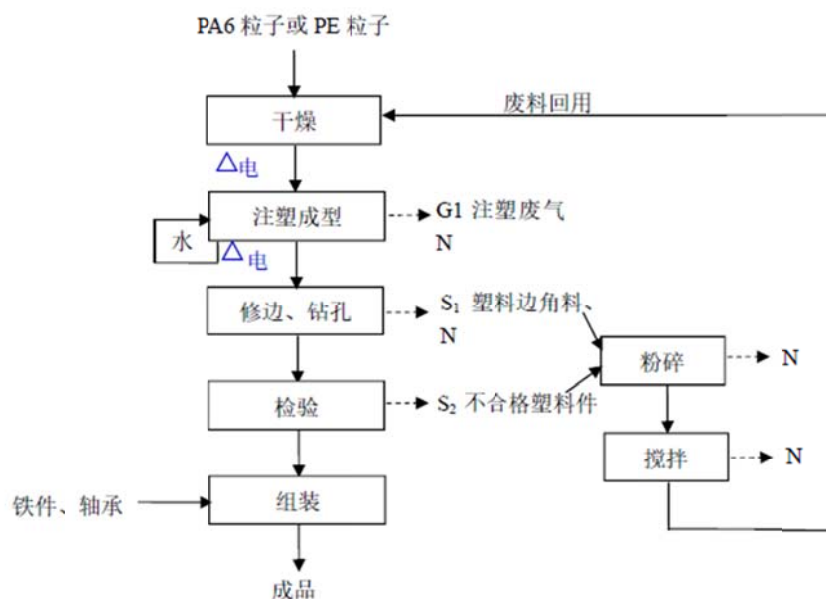 PA6 粒子或 PE 粒子
废料回用
干燥
△电
注塑成型
G1 注塑废气
N
水
△电
修边、钻孔
S₁ 塑料边角料、
N
粉碎
N
检验
S₂ 不合格塑料件
搅拌
N
铁件、轴承
组装
成品